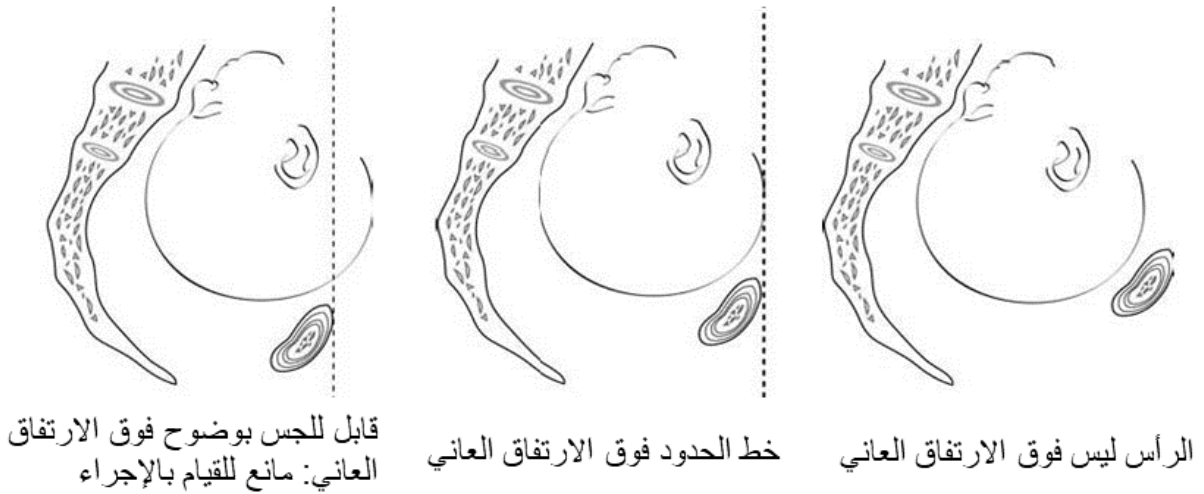 الرأس ليس فوق الارتفاق العاني
خط الحدود فوق الارتفاق العاني
قابل للجس بوضوح فوق الارتفاق
العاني: مانع للقيام بالإجراء